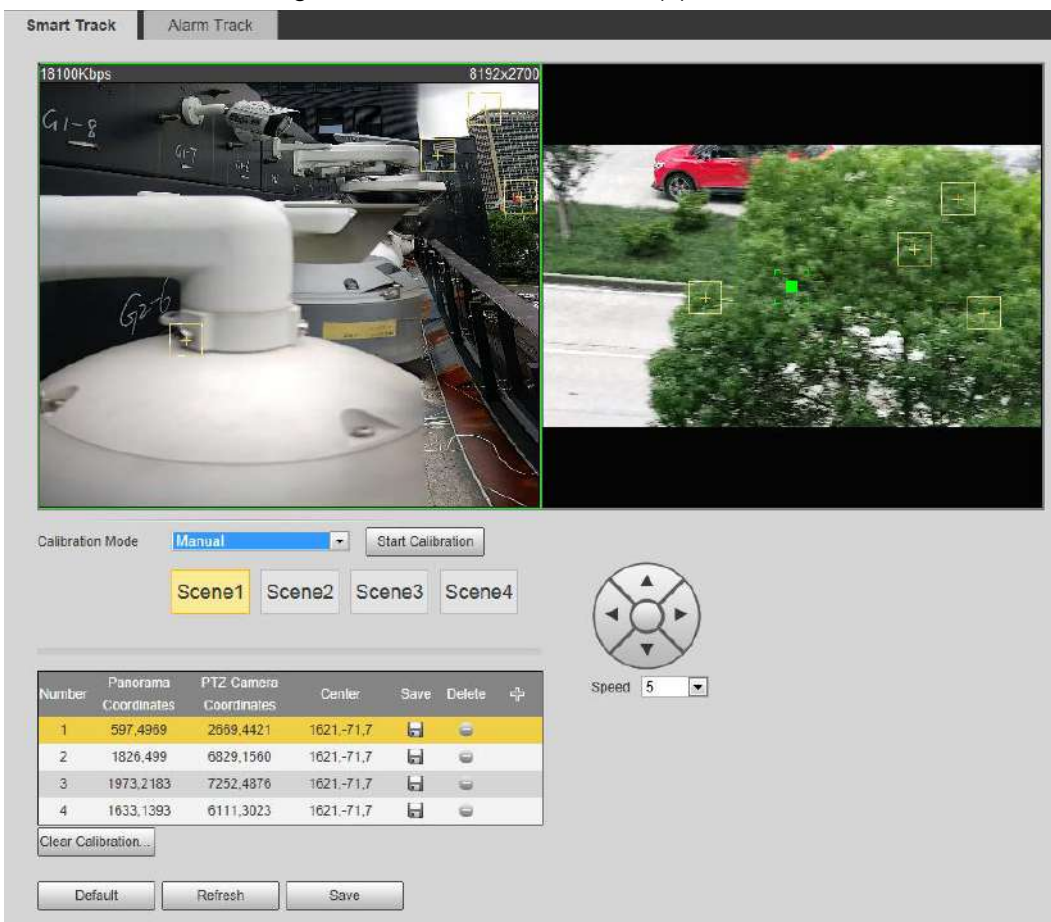 Smart Track Alarm Track
18100Kbps 8192x2700
G1-8
G1-7
G2-6
Calibration Mode Manual Start Calibration
Scene1 Scene2 Scene3 Scene4
Number Panorama Coordinates PTZ Camera Coordinates Center Save Delete
1 597,4969 2669,4421 1621,-71,7
2 1826,499 6829,1560 1621,-71,7
3 1973,2183 7252,4876 1621,-71,7
4 1633,1393 6111,3023 1621,-71,7
Speed 5
Clear Calibration...
Default Refresh Save